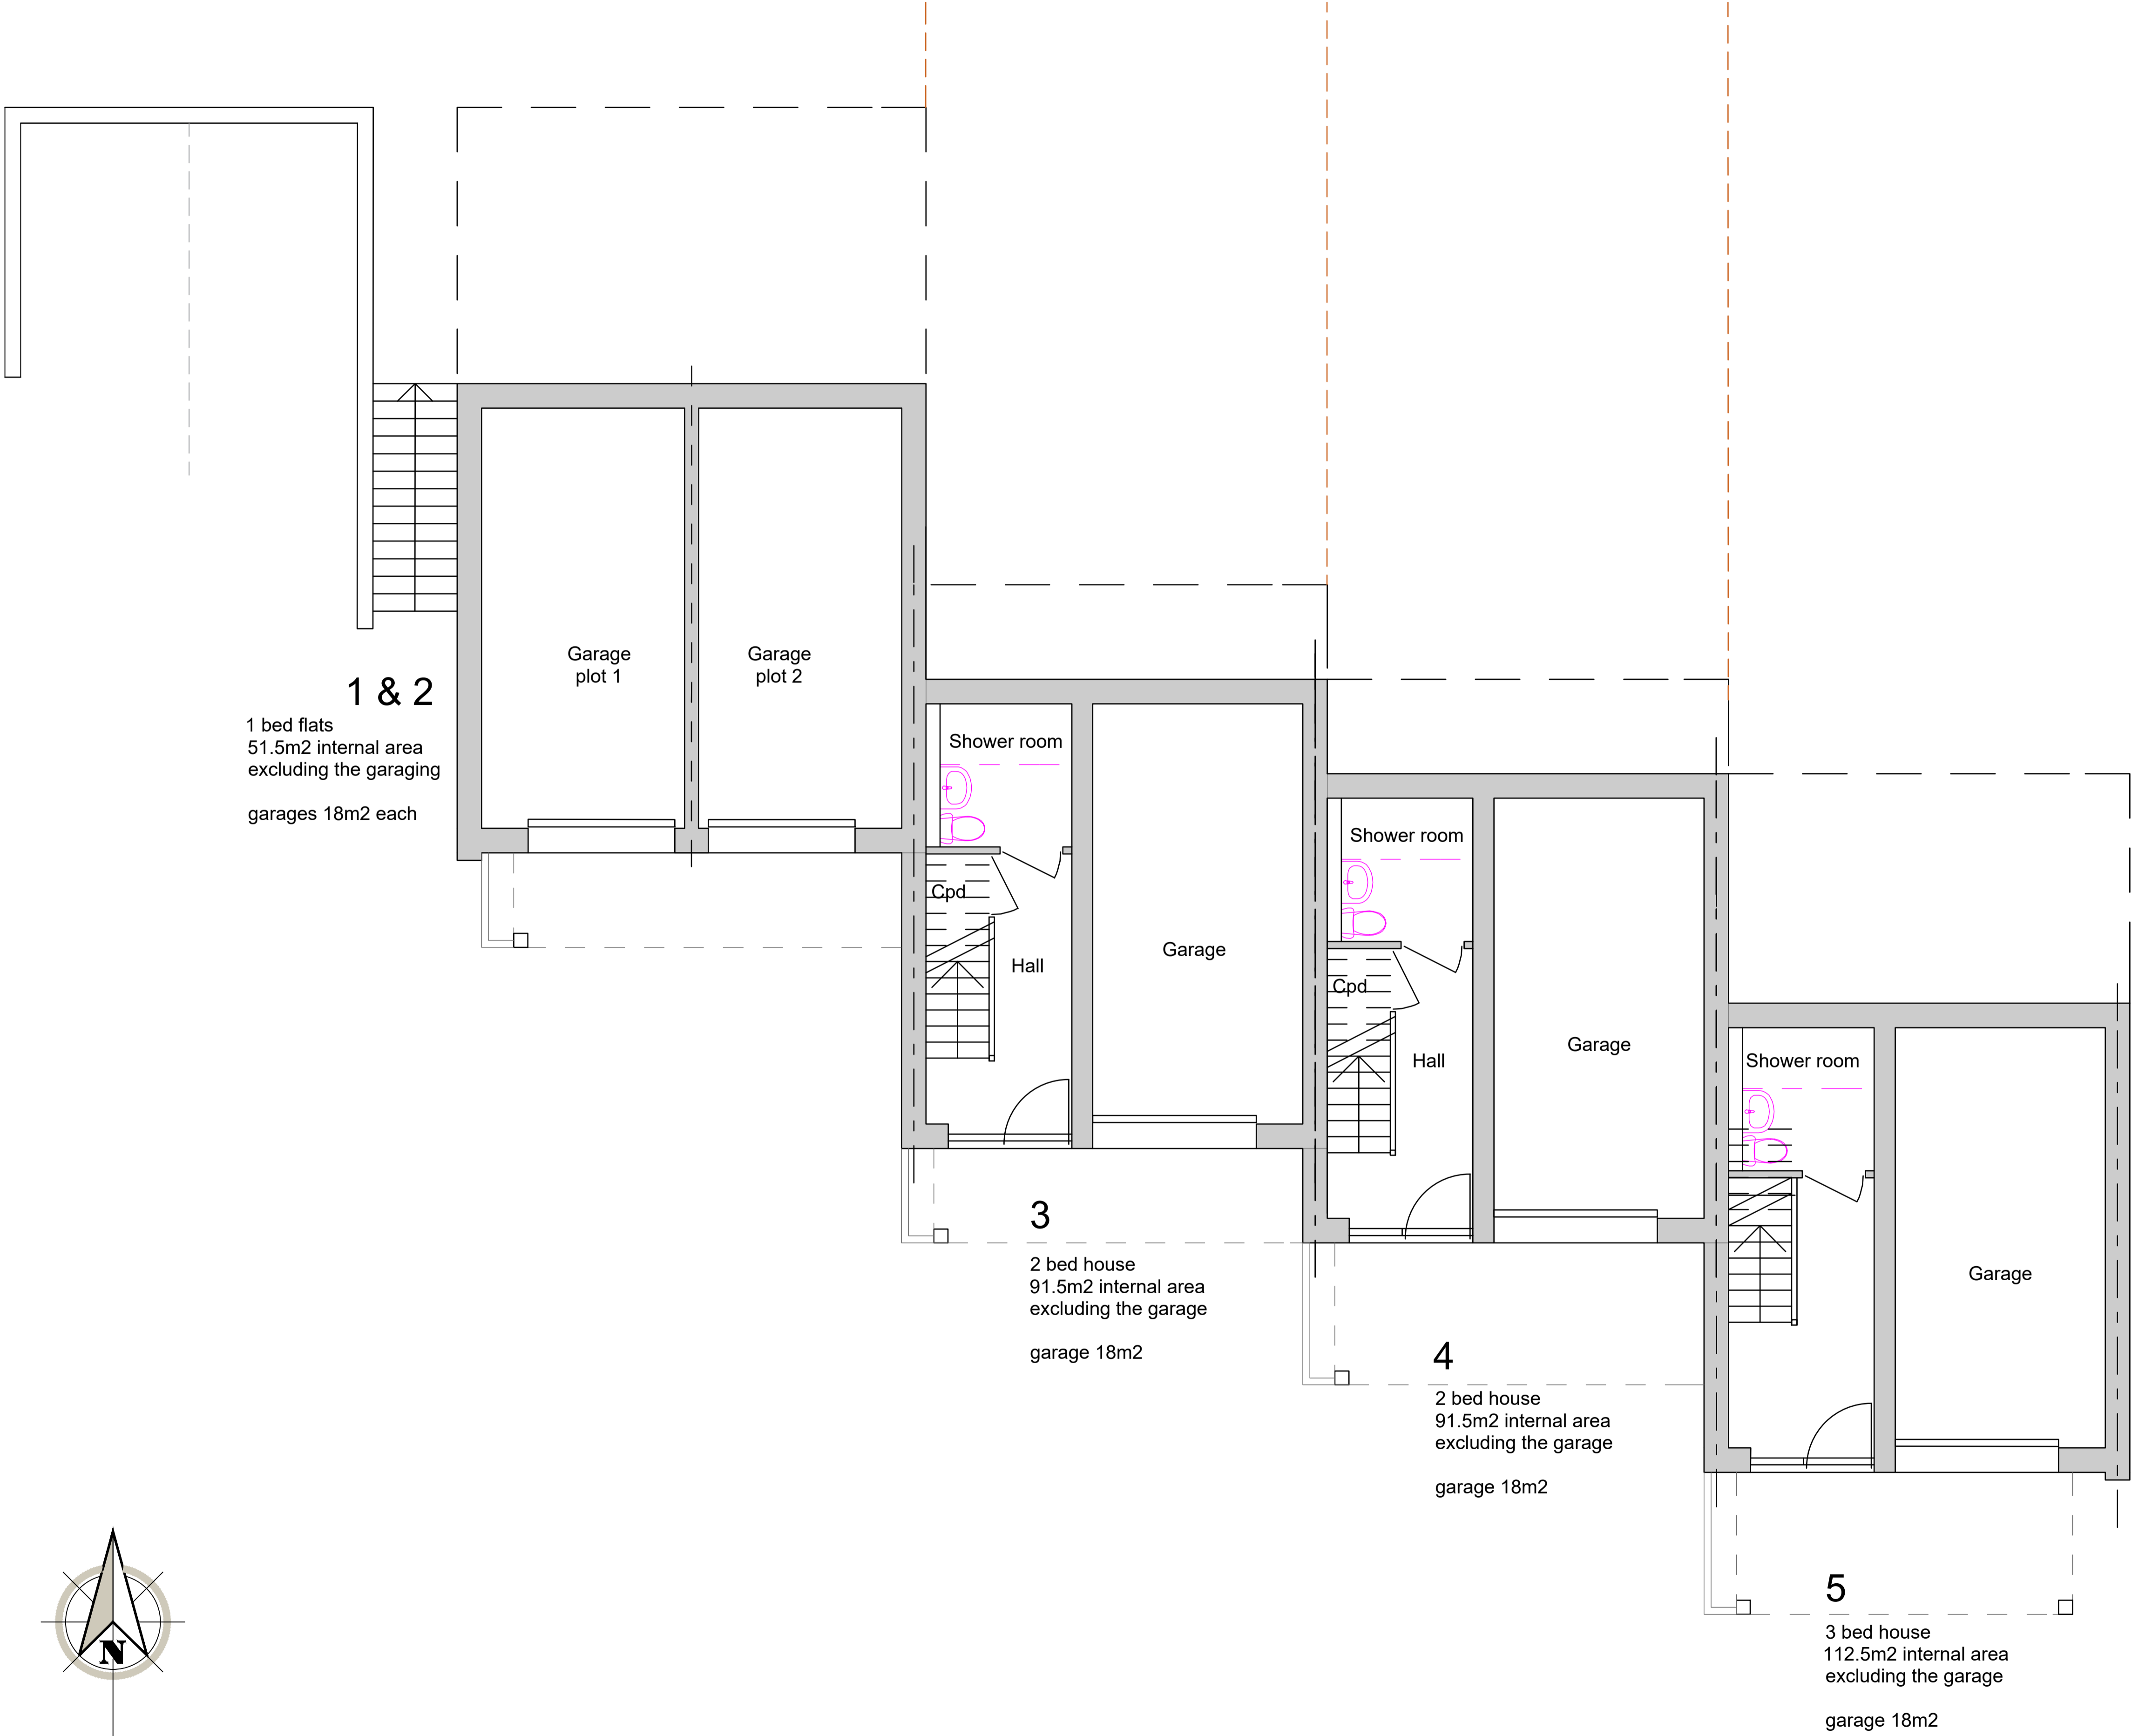 Garage
plot 1
Garage
plot 2
1 & 2
1 bed flats
51.5m2 internal area
excluding the garaging
garages 18m2 each
Shower room
Cpd
Hall
Garage
3
2 bed house
91.5m2 internal area
excluding the garage
garage 18m2
Shower room
Cpd
Hall
Garage
4
2 bed house
91.5m2 internal area
excluding the garage
garage 18m2
Shower room
Garage
5
3 bed house
112.5m2 internal area
excluding the garage
garage 18m2
N